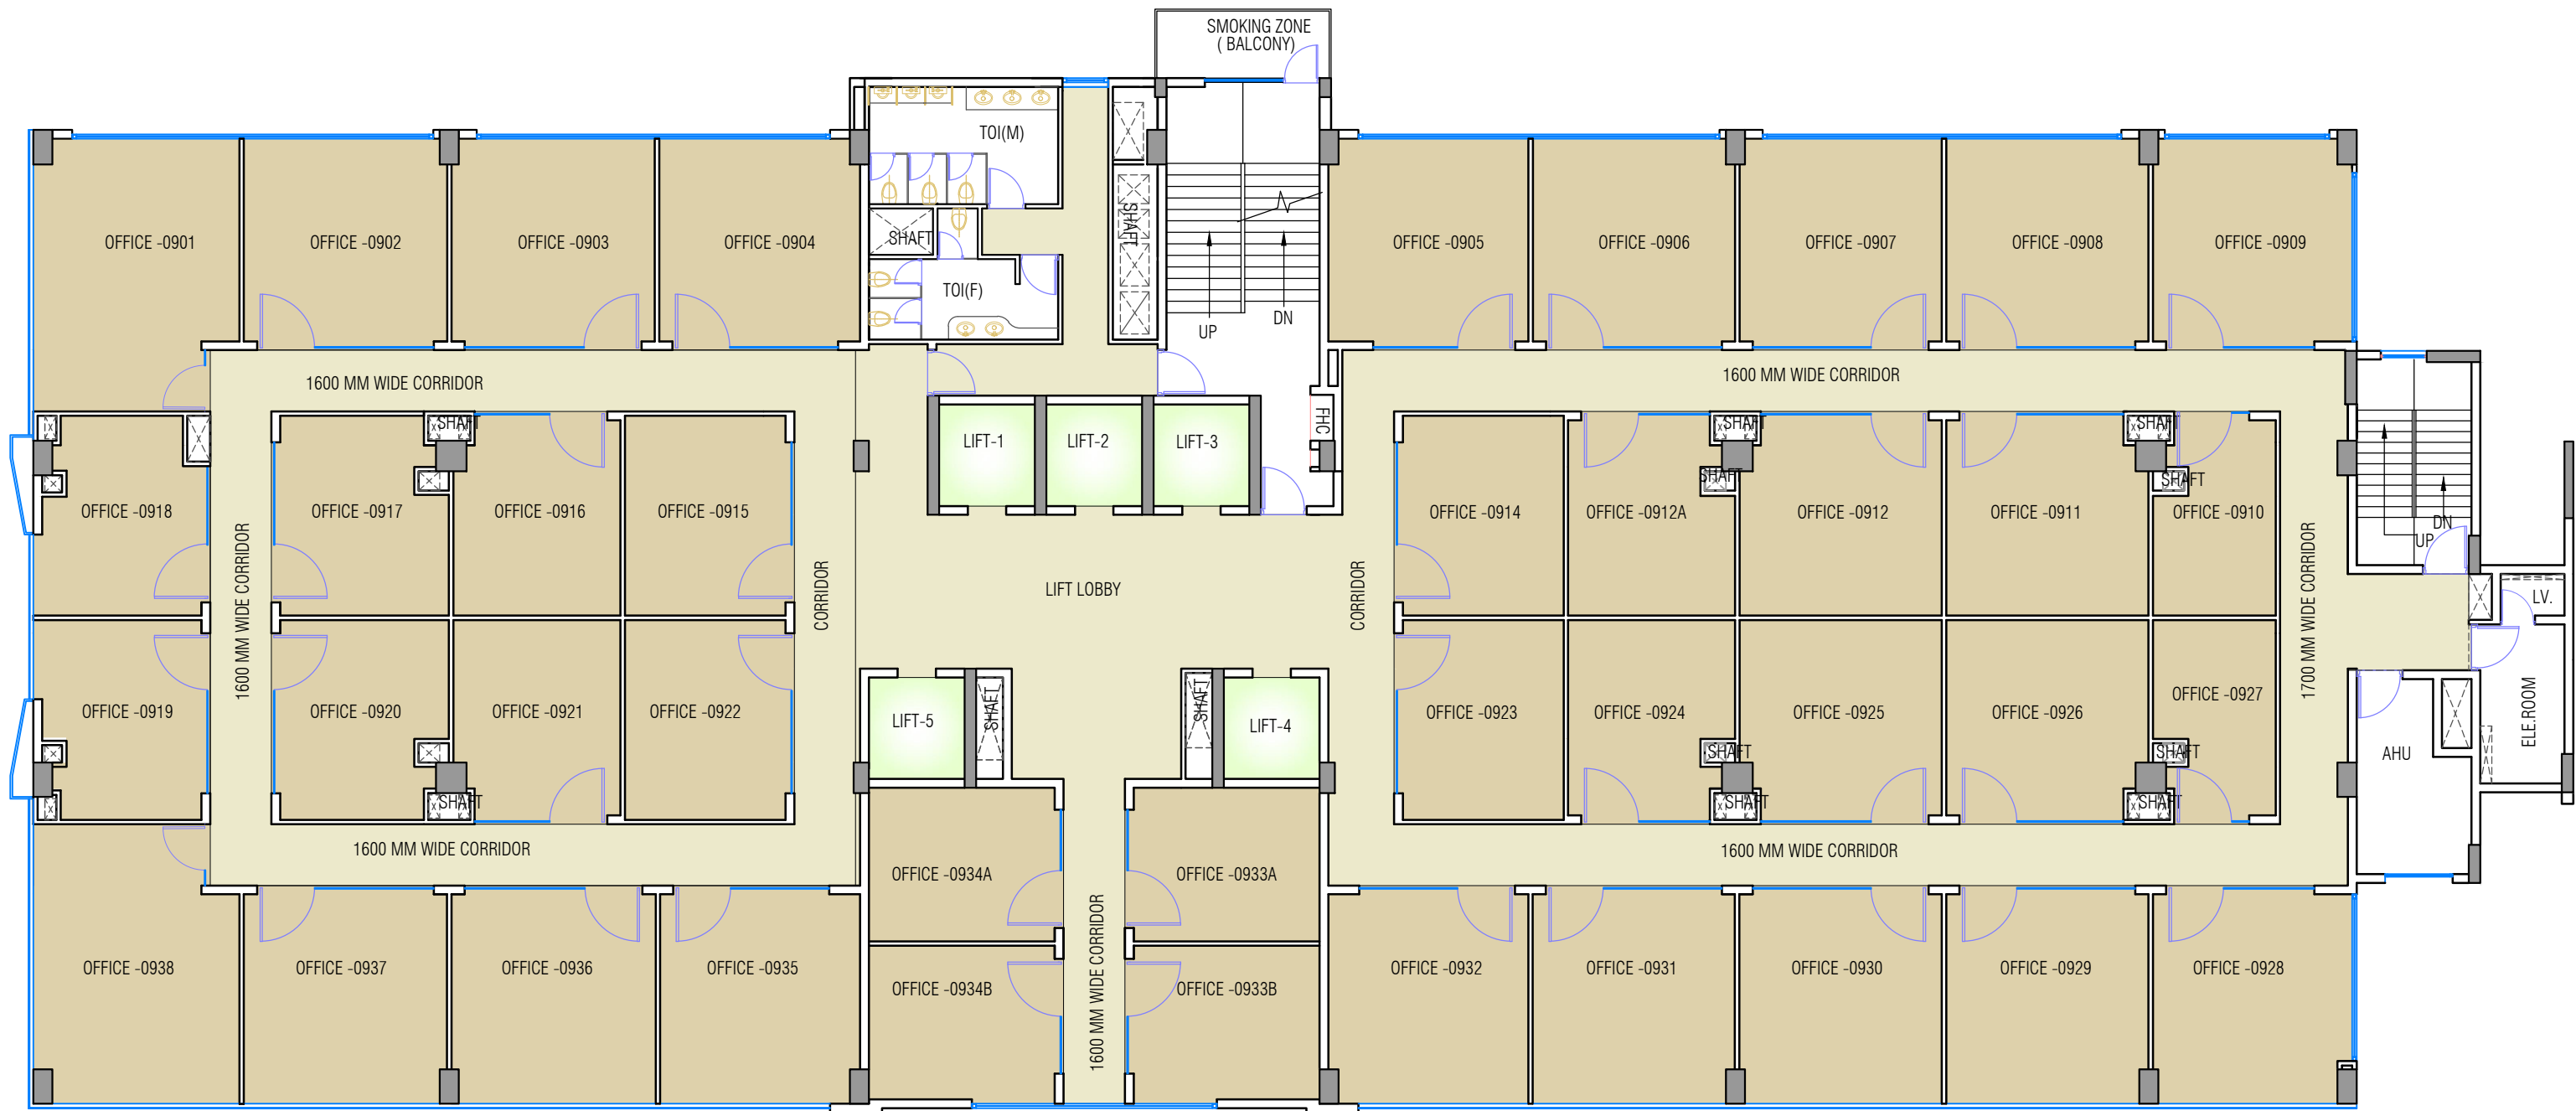 SMOKING ZONE
( BALCONY)
TOI(M)
SHAFT
SHAFT
TOI(F)
UP
DN
OFFICE -0901
OFFICE -0902
OFFICE -0903
OFFICE -0904
OFFICE -0905
OFFICE -0906
OFFICE -0907
OFFICE -0908
OFFICE -0909
1600 MM WIDE CORRIDOR
1600 MM WIDE CORRIDOR
LIFT-1
LIFT-2
LIFT-3
FHC
SHAFT
SHAFT
SHAFT
SHAFT
SHAFT
OFFICE -0918
OFFICE -0917
OFFICE -0916
OFFICE -0915
OFFICE -0914
OFFICE -0912A
OFFICE -0912
OFFICE -0911
OFFICE -0910
DN
UP
1600 MM WIDE CORRIDOR
CORRIDOR
LIFT LOBBY
CORRIDOR
1700 MM WIDE CORRIDOR
LV.
OFFICE -0919
OFFICE -0920
OFFICE -0921
OFFICE -0922
LIFT-5
SHAFT
SHAFT
LIFT-4
OFFICE -0923
OFFICE -0924
OFFICE -0925
OFFICE -0926
OFFICE -0927
ELE.ROOM
AHU
SHAFT
SHAFT
SHAFT
SHAFT
SHAFT
1600 MM WIDE CORRIDOR
1600 MM WIDE CORRIDOR
OFFICE -0934A
OFFICE -0933A
OFFICE -0938
OFFICE -0937
OFFICE -0936
OFFICE -0935
OFFICE -0934B
1600 MM WIDE CORRIDOR
OFFICE -0933B
OFFICE -0932
OFFICE -0931
OFFICE -0930
OFFICE -0929
OFFICE -0928